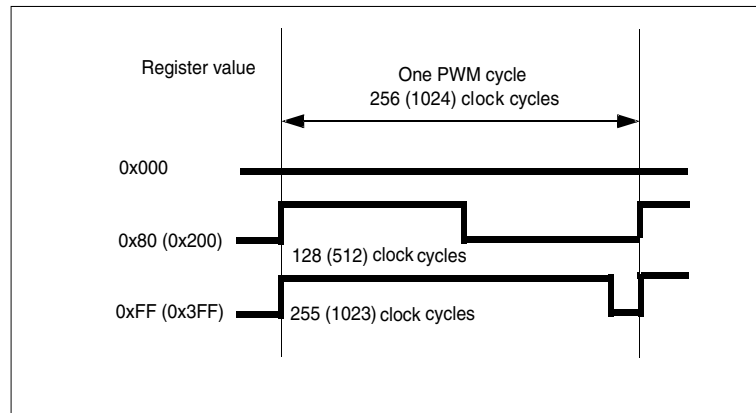 Register value
One PWM cycle
256 (1024) clock cycles
0x000
0x80 (0x200)
128 (512) clock cycles
0xFF (0x3FF)
255 (1023) clock cycles